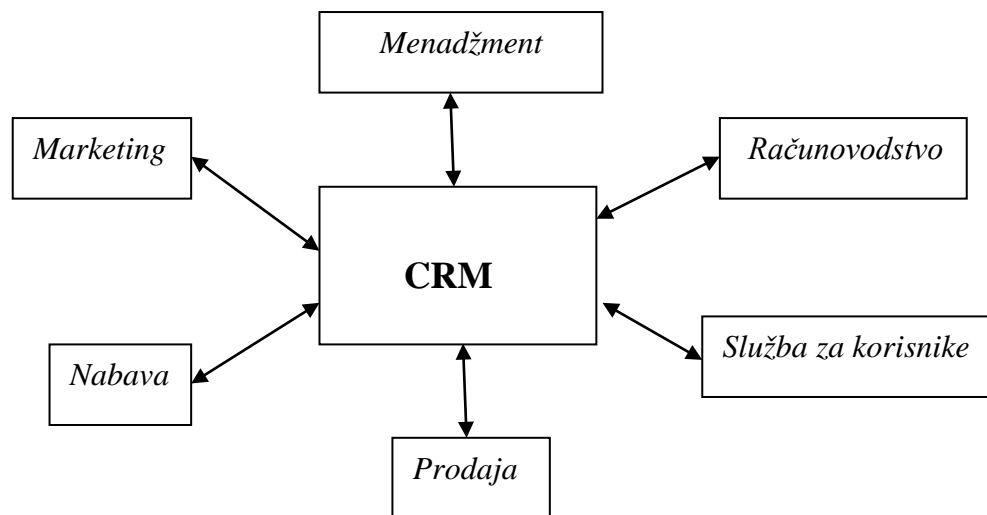 Menadžment
Marketing
Računovodstvo
CRM
Nabava
Služba za korisnike
Prodaja